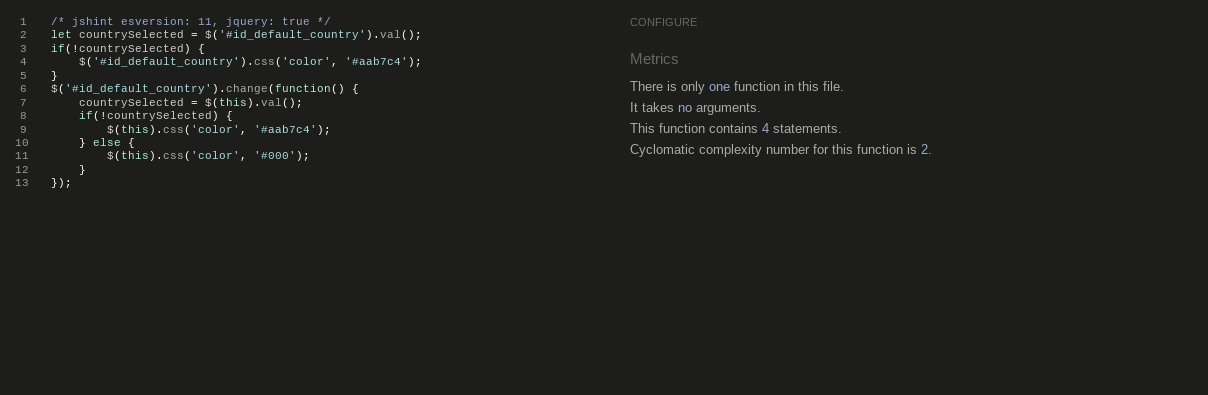 1 /* jshint esversion: 11, jquery: true */
2 let countrySelected = $('#id_default_country').val();
3 if(!countrySelected) {
4     $('#id_default_country').css('color', '#aab7c4');
5 }
6 $('#id_default_country').change(function() {
7     countrySelected = $(this).val();
8     if(!countrySelected) {
9         $(this).css('color', '#aab7c4');
10     } else {
11         $(this).css('color', '#000');
12     }
13 });
CONFIGURE
Metrics
There is only one function in this file.
It takes no arguments.
This function contains 4 statements.
Cyclomatic complexity number for this function is 2.